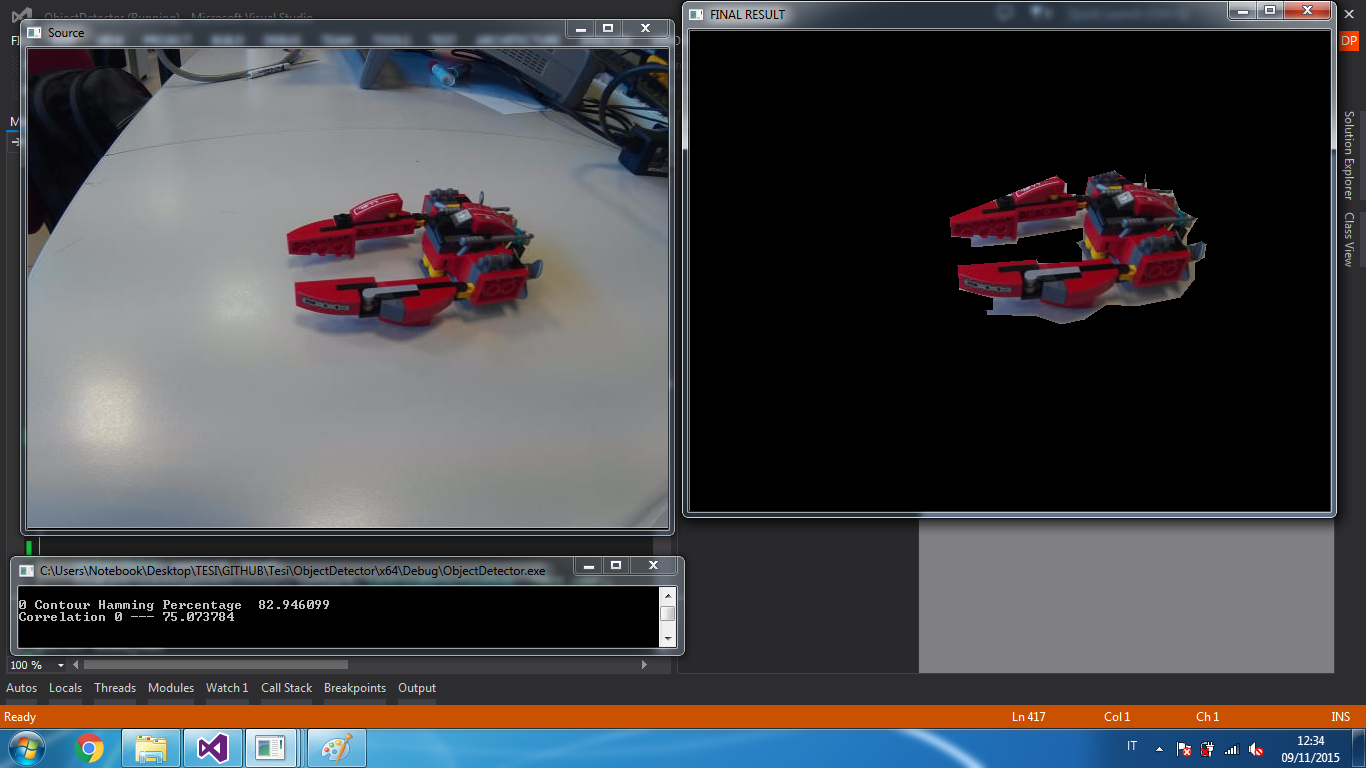 ObjectDetector (Running) - Microsoft Visual Studio
Source
FINAL RESULT
DP
Solution Explorer
Class View
C:\Users\Notebook\Desktop\TESI\GITHUB\Tesi\ObjectDetector\x64\Debug\ObjectDetector.exe
0 Contour Hamming Percentage 82.946099
Correlation 0 --- 75.073784
100 %
Autos Locals Threads Modules Watch 1 Call Stack Breakpoints Output
Ready Ln 417 Col 1 Ch 1 INS
IT
12:34
09/11/2015